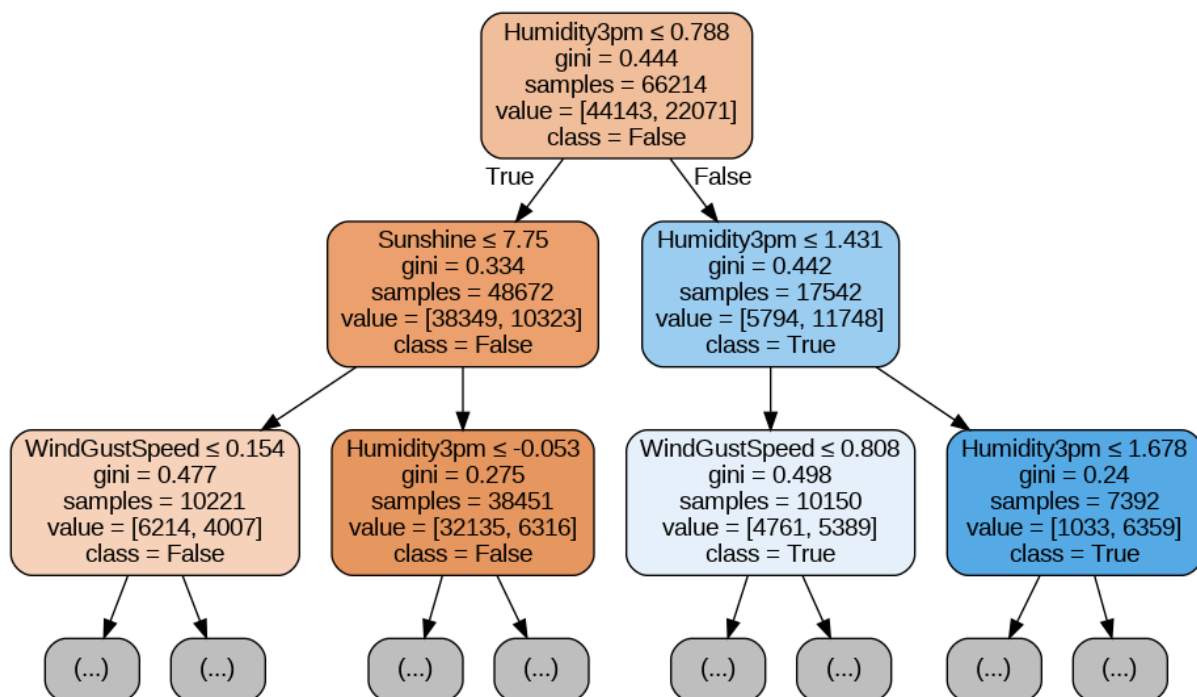 Humidity3pm ≤ 0.788
gini = 0.444
samples = 66214
value = [44143, 22071]
class = False
True
False
Sunshine ≤ 7.75
gini = 0.334
samples = 48672
value = [38349, 10323]
class = False
Humidity3pm ≤ 1.431
gini = 0.442
samples = 17542
value = [5794, 11748]
class = True
WindGustSpeed ≤ 0.154
gini = 0.477
samples = 10221
value = [6214, 4007]
class = False
Humidity3pm ≤ -0.053
gini = 0.275
samples = 38451
value = [32135, 6316]
class = False
WindGustSpeed ≤ 0.808
gini = 0.498
samples = 10150
value = [4761, 5389]
class = True
Humidity3pm ≤ 1.678
gini = 0.24
samples = 7392
value = [1033, 6359]
class = True
(...)
(...)
(...)
(...)
(...)
(...)
(...)
(...)